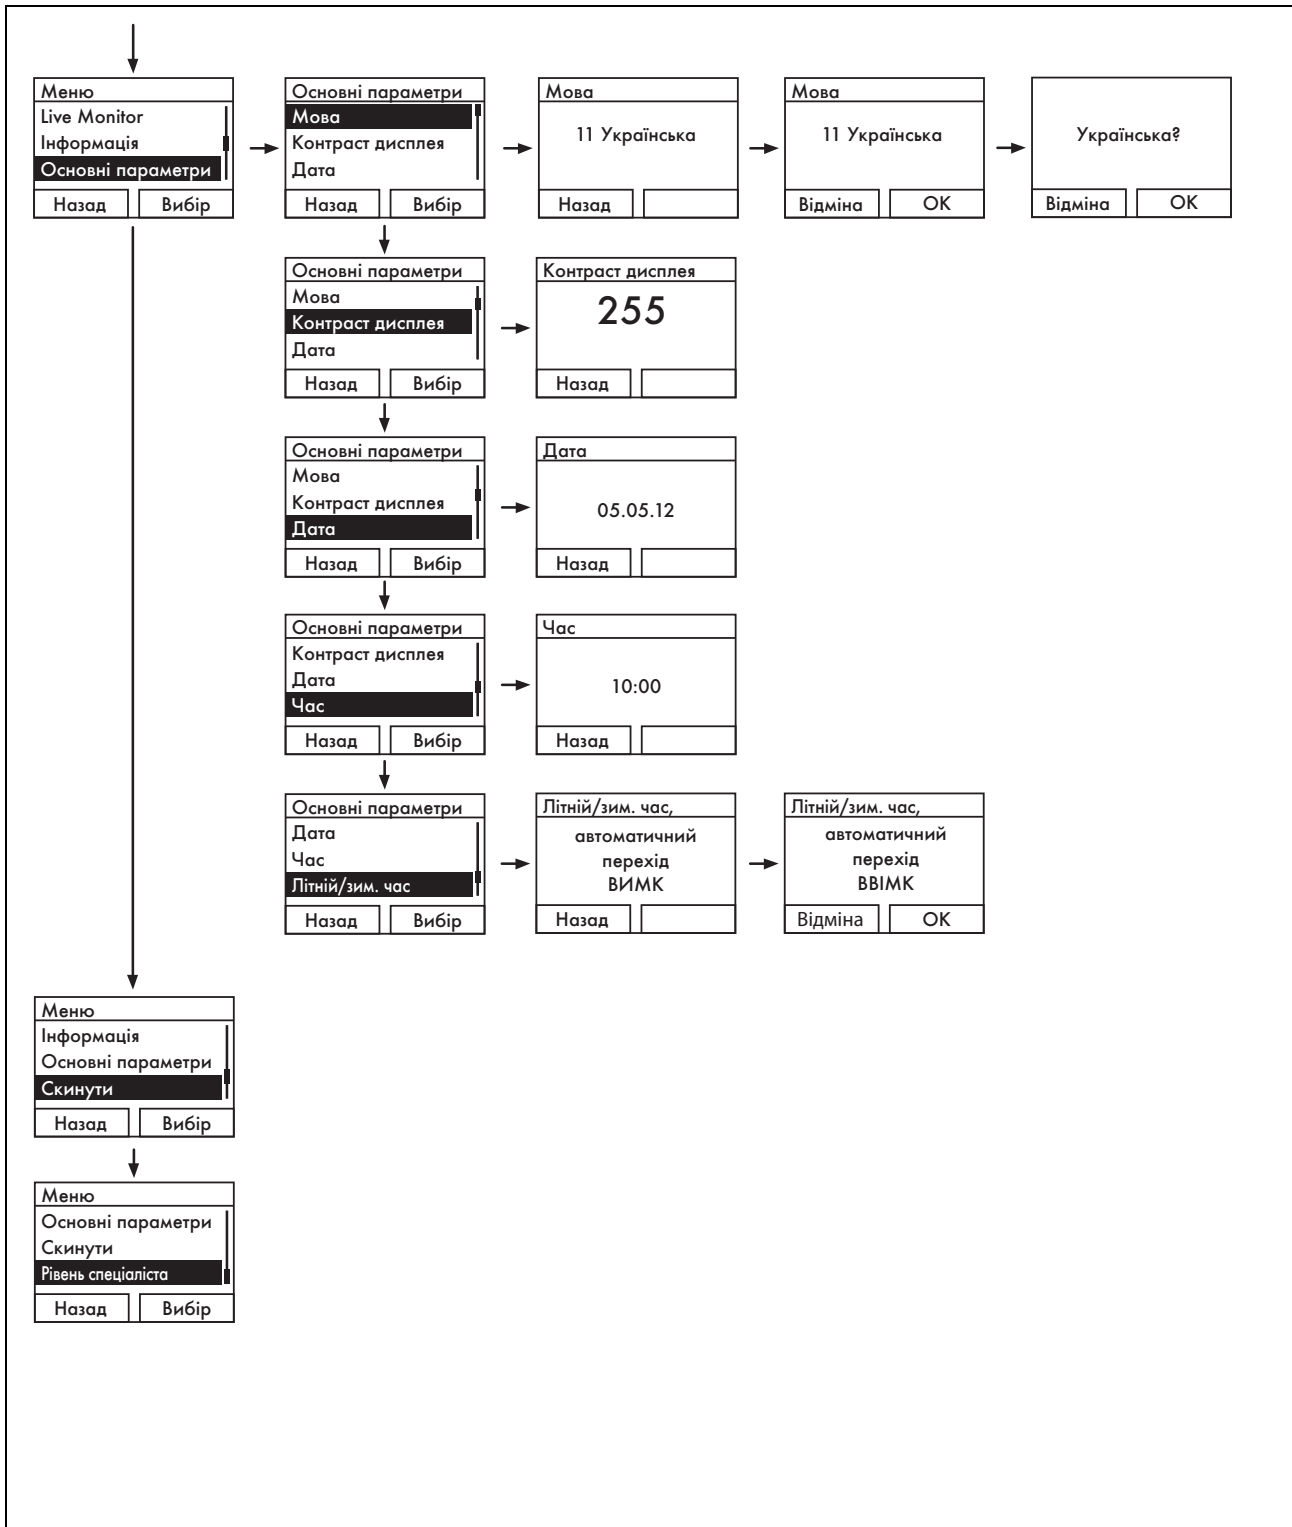 Меню
Live Monitor
Інформація
Основні параметри
Назад Вибір
Основні параметри
Мова
Контраст дисплея
Дата
Назад Вибір
Мова
11 Українська
Назад
Мова
11 Українська
Відміна OK
Українська?
Відміна OK
Основні параметри
Мова
Контраст дисплея
Дата
Назад Вибір
Контраст дисплея
255
Назад
Основні параметри
Мова
Контраст дисплея
Дата
Назад Вибір
Дата
05.05.12
Назад
Основні параметри
Контраст дисплея
Дата
Час
Назад Вибір
Час
10:00
Назад
Основні параметри
Дата
Час
Літній/зим. час
Назад Вибір
Літній/зим. час,
автоматичний
перехід
ВИМК
Назад
Літній/зим. час,
автоматичний
перехід
ВВІМК
Відміна OK
Меню
Інформація
Основні параметри
Скинути
Назад Вибір
Меню
Основні параметри
Скинути
Рівень спеціаліста
Назад Вибір